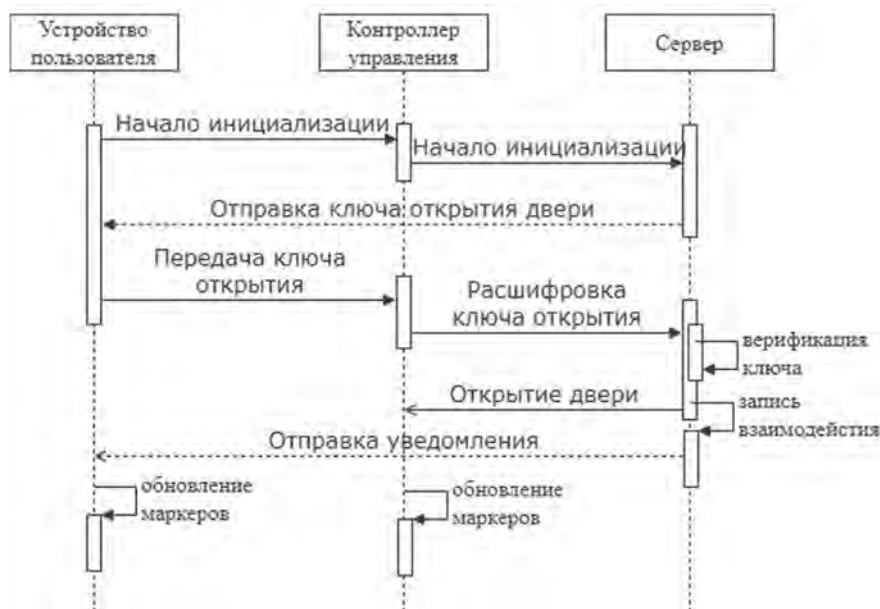 Устройство
пользователя
Контроллер
управления
Сервер
Начало инициализации
Начало инициализации
Отправка ключа открытия двери
Передача ключа
открытия
Расшифровка
ключа открытия
верификация
ключа
Открытие двери
запись
взаимодестия
Отправка уведомления
обновление
маркеров
обновление
маркеров